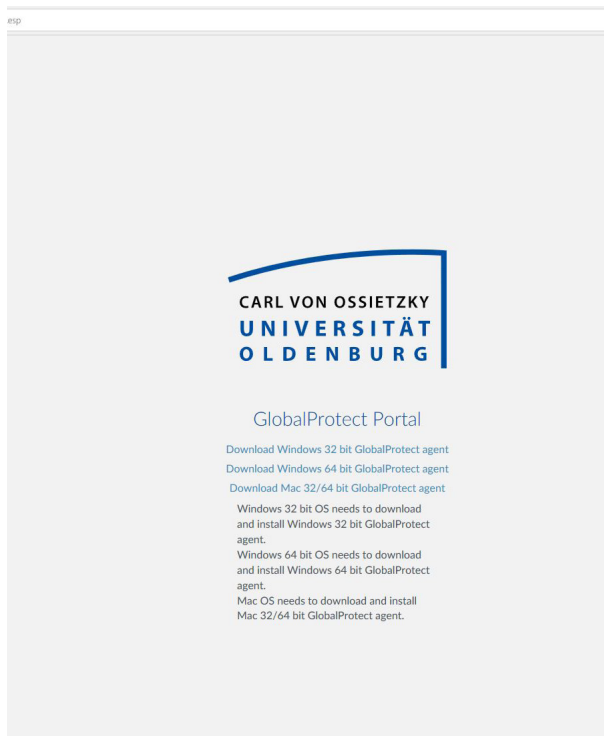 .esp
CARL VON OSSIETZKY
UNIVERSITÄT
OLDENBURG
GlobalProtect Portal
Download Windows 32 bit GlobalProtect agent
Download Windows 64 bit GlobalProtect agent
Download Mac 32/64 bit GlobalProtect agent
Windows 32 bit OS needs to download
and install Windows 32 bit GlobalProtect
agent.
Windows 64 bit OS needs to download
and install Windows 64 bit GlobalProtect
agent.
Mac OS needs to download and install
Mac 32/64 bit GlobalProtect agent.